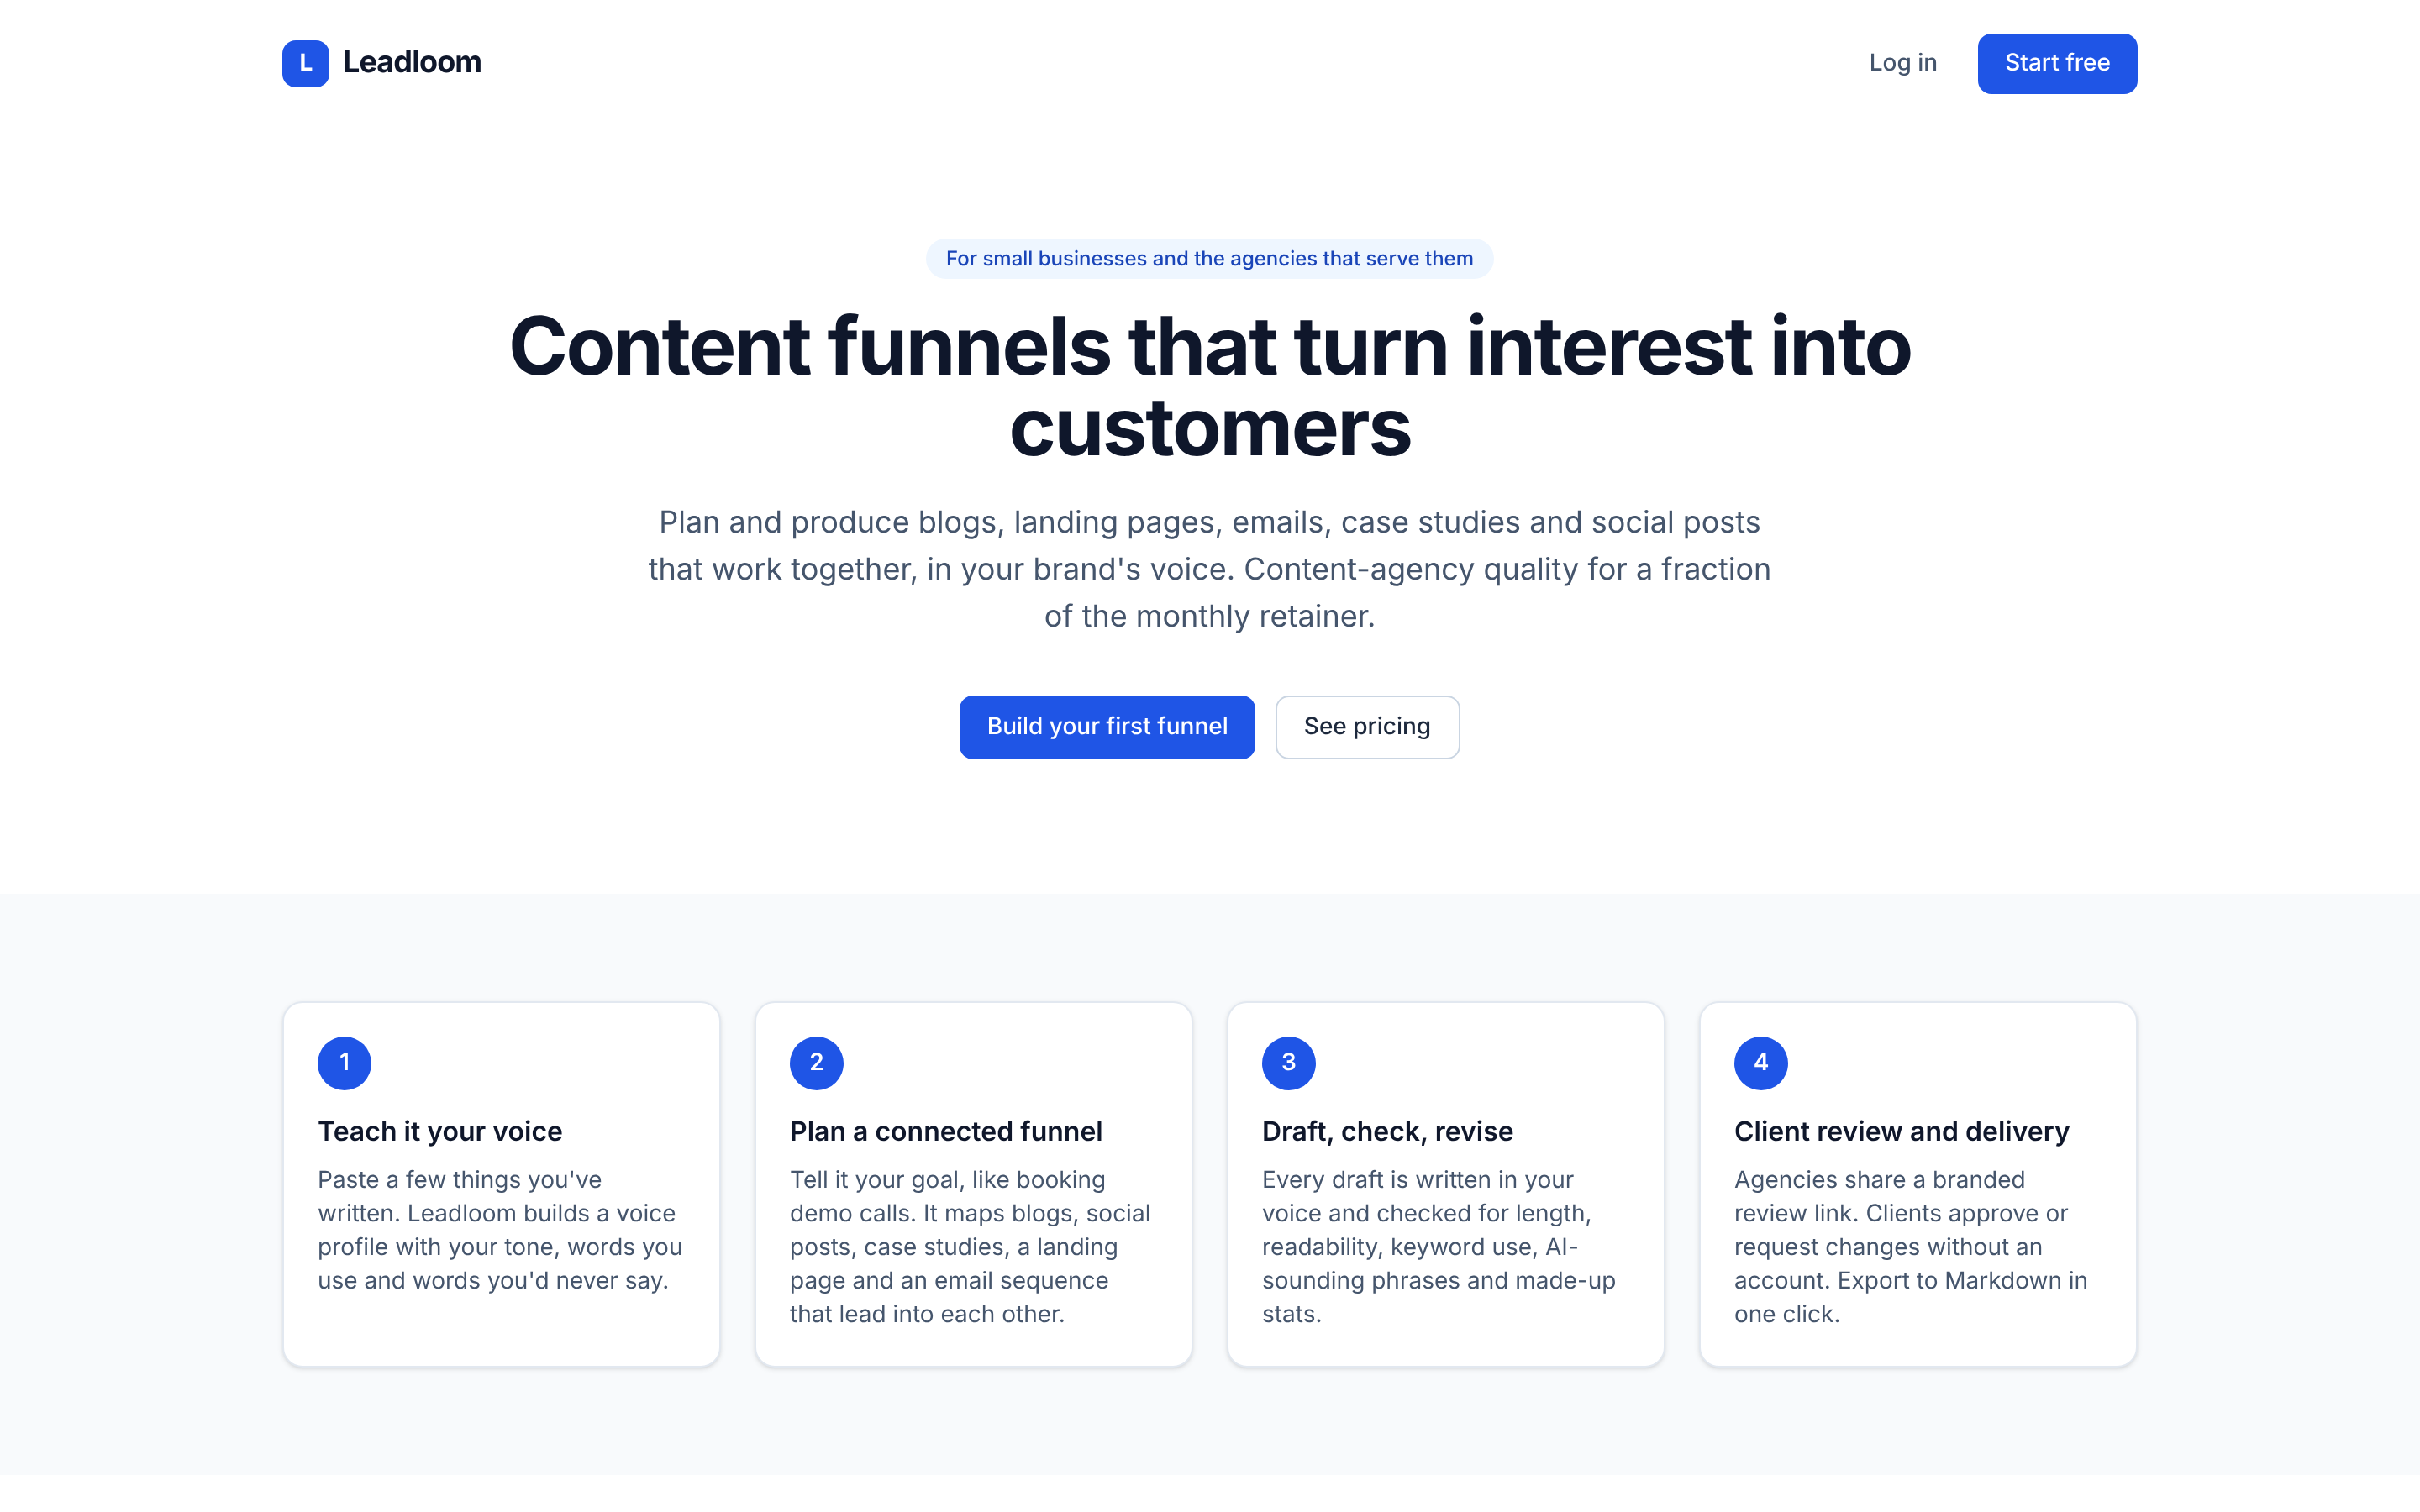 L Leadloom
Log in
Start free
For small businesses and the agencies that serve them
Content funnels that turn interest into
customers
Plan and produce blogs, landing pages, emails, case studies and social posts
that work together, in your brand's voice. Content-agency quality for a fraction
of the monthly retainer.
Build your first funnel
See pricing
1
Teach it your voice
Paste a few things you've
written. Leadloom builds a voice
profile with your tone, words you
use and words you'd never say.
2
Plan a connected funnel
Tell it your goal, like booking
demo calls. It maps blogs, social
posts, case studies, a landing
page and an email sequence
that lead into each other.
3
Draft, check, revise
Every draft is written in your
voice and checked for length,
readability, keyword use, AI-
sounding phrases and made-up
stats.
4
Client review and delivery
Agencies share a branded
review link. Clients approve or
request changes without an
account. Export to Markdown in
one click.